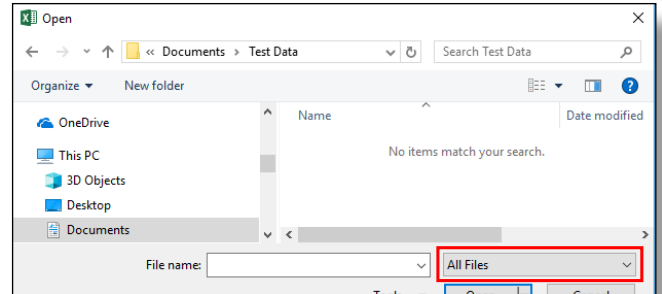 Open
« Documents > Test Data
Search Test Data
Organize
New folder
Name
Date modified
No items match your search.
OneDrive
This PC
3D Objects
Desktop
Documents
File name:
All Files